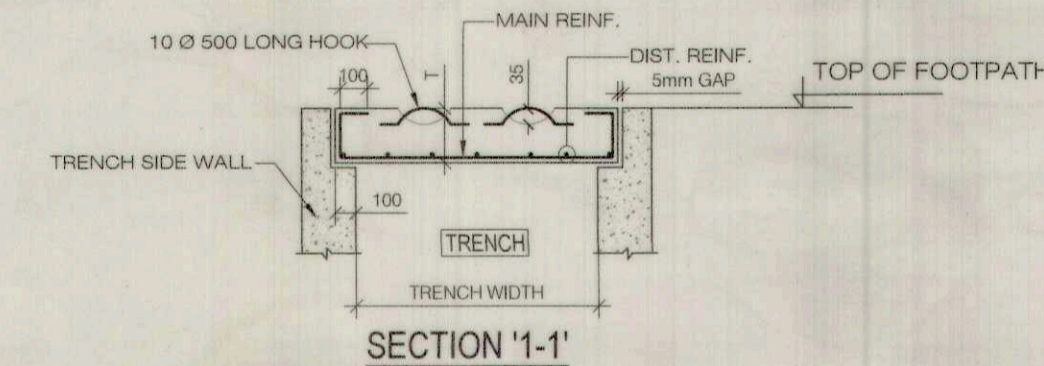 MAIN REINF.
10 Ø 500 LONG HOOK
DIST. REINF.
100
T
35
5mm GAP
TOP OF FOOTPATH
TRENCH SIDE WALL
100
TRENCH
TRENCH WIDTH
SECTION '1-1'